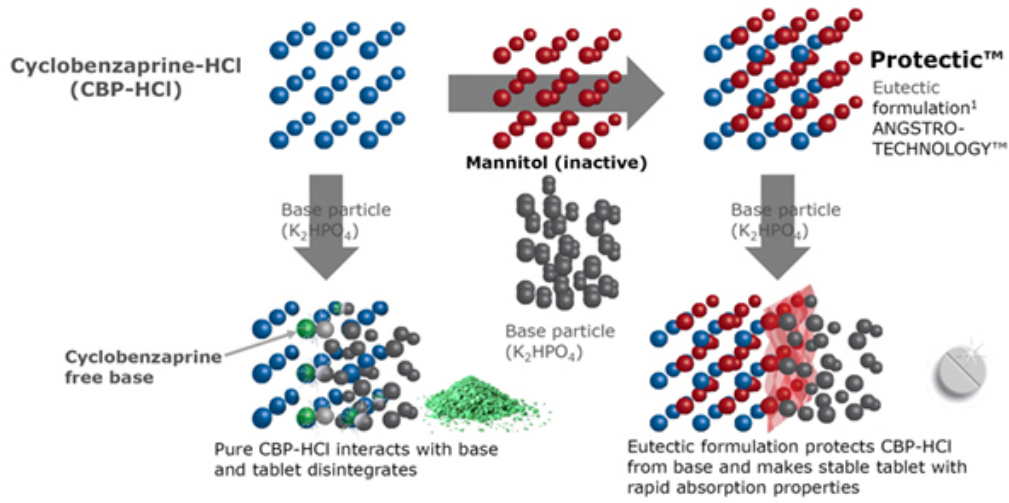 Cyclobenzaprine-HCl
(CBP-HCl)
Mannitol (inactive)
Protectic™
Eutectic
formulation¹
ANGSTRO-
TECHNOLOGY™
Base particle
(K₂HPO₄)
Base particle
(K₂HPO₄)
Base particle
(K₂HPO₄)
Cyclobenzaprine
free base
Pure CBP-HCl interacts with base
and tablet disintegrates
Eutectic formulation protects CBP-HCl
from base and makes stable tablet with
rapid absorption properties